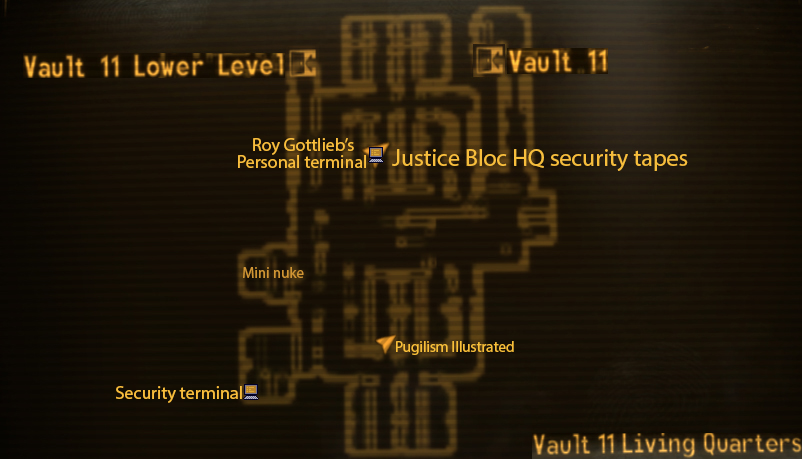 Vault 11 Lower Level
Vault 11
Roy Gottlieb's
Personal terminal
Justice Bloc HQ security tapes
Mini nuke
Pugilism Illustrated
Security terminal
Vault 11 Living Quarters